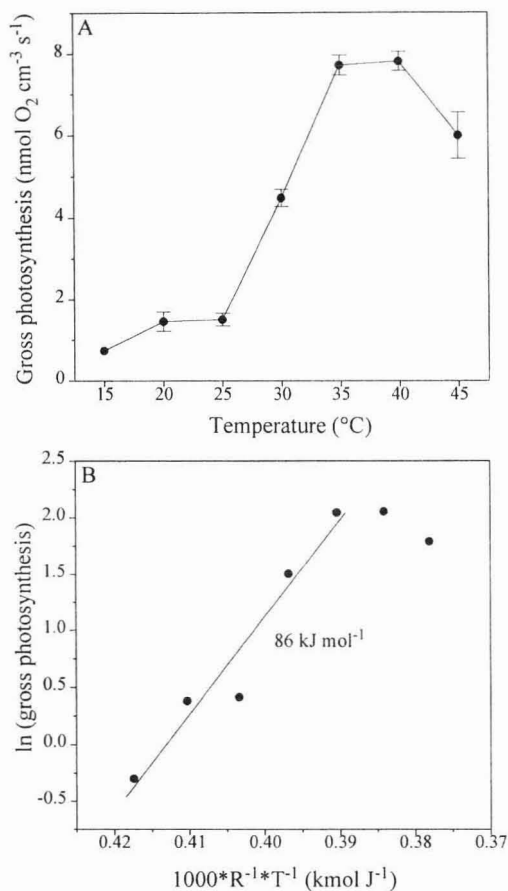 A
Gross photosynthesis (nmol O₂ cm⁻³ s⁻¹)
8
6
4
2
0
15 20 25 30 35 40 45
Temperature (°C)
B
ln (gross photosynthesis)
2.5
2.0
1.5
1.0
0.5
0.0
-0.5
86 kJ mol⁻¹
0.42 0.41 0.40 0.39 0.38 0.37
1000*R⁻¹*T⁻¹ (kmol J⁻¹)